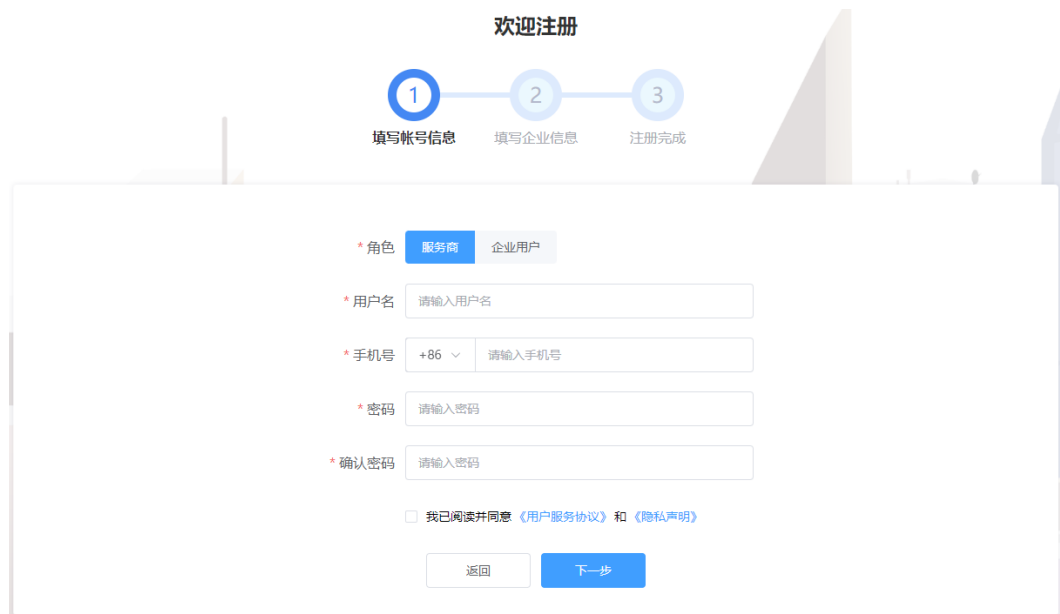 欢迎注册
1 2 3
填写帐号信息 填写企业信息 注册完成
* 角色 服务商 企业用户
* 用户名 请输入用户名
* 手机号 +86 请输入手机号
* 密码 请输入密码
* 确认密码 请输入密码
我已阅读并同意 《用户服务协议》 和 《隐私声明》
返回 下一步